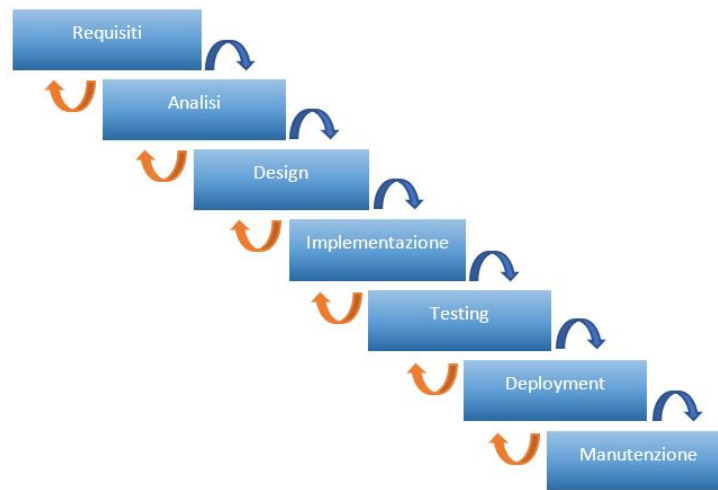 Requisiti
Analisi
Design
Implementazione
Testing
Deployment
Manutenzione